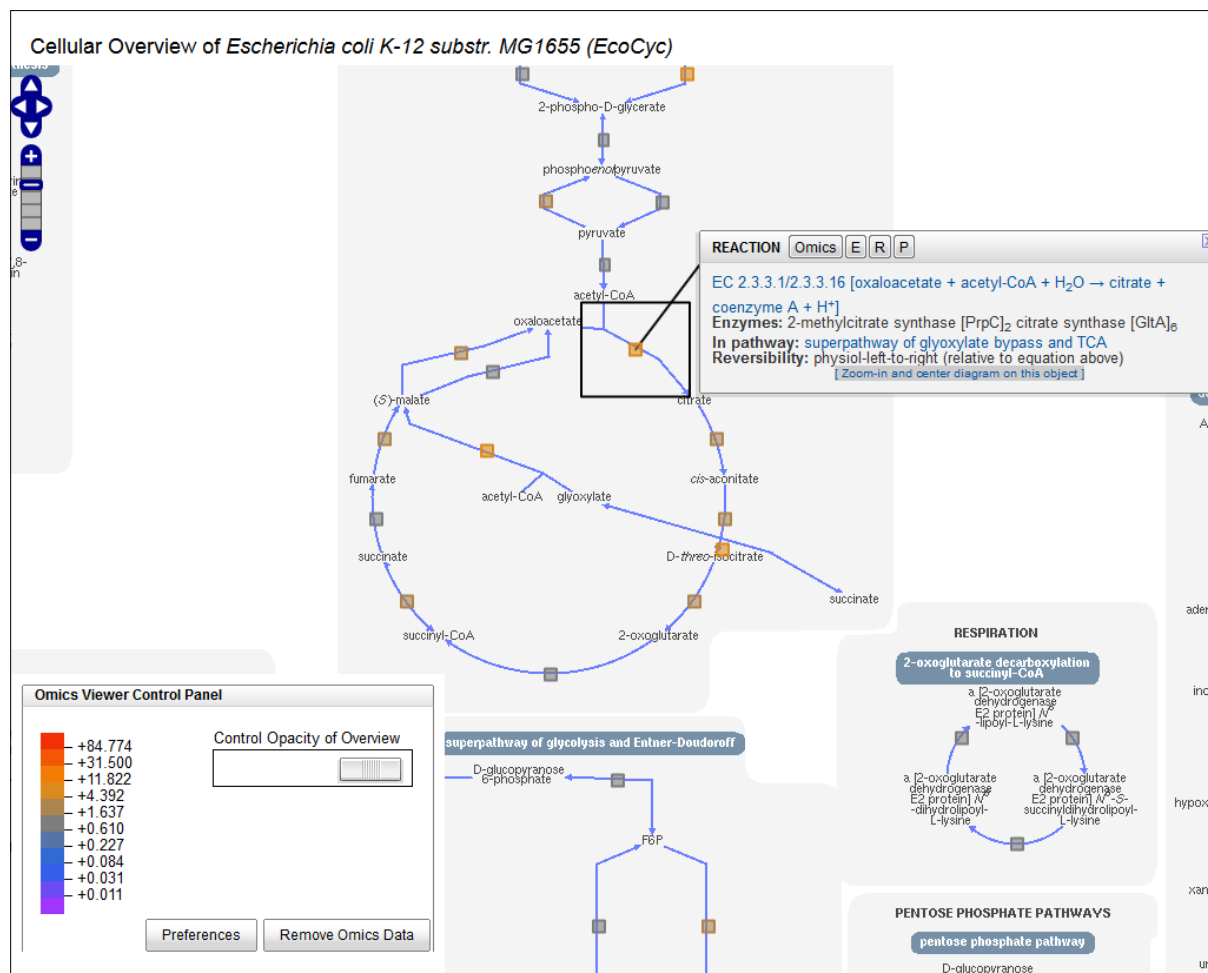 Cellular Overview of Escherichia coli K-12 substr. MG1655 (EcoCyc)
2-phospho-D-glycerate
phosphoenolpyruvate
pyruvate
acetyl-CoA
oxaloacetate
REACTION Omics E R P
EC 2.3.3.1/2.3.3.16 [oxaloacetate + acetyl-CoA + H₂O → citrate +
coenzyme A + H⁺]
Enzymes: 2-methylcitrate synthase [PrpC]₂ citrate synthase [GltA]₆
In pathway: superpathway of glyoxylate bypass and TCA
Reversibility: physiol-left-to-right (relative to equation above)
[ Zoom-in and center diagram on this object ]
(S)-malate
citrate
fumarate
cis-aconitate
acetyl-CoA
glyoxylate
succinate
D-threo-isocitrate
succinate
succinyl-CoA
2-oxoglutarate
RESPIRATION
2-oxoglutarate decarboxylation
to succinyl-CoA
a [2-oxoglutarate
dehydrogenase
E2 protein] N⁶
-lipoyl-L-lysine
a [2-oxoglutarate
dehydrogenase
E2 protein] N⁶
-dihydrolipoyl-
L-lysine
a [2-oxoglutarate
dehydrogenase
E2 protein] N⁶-S-
succinyldihydrolipoyl-
L-lysine
Omics Viewer Control Panel
+84.774
+31.500
+11.822
+4.392
+1.637
+0.610
+0.227
+0.084
+0.031
+0.011
Control Opacity of Overview
Preferences
Remove Omics Data
superpathway of glycolysis and Entner-Doudoroff
D-glucopyranose
6-phosphate
F6P
PENTOSE PHOSPHATE PATHWAYS
pentose phosphate pathway
D-glucopyranose